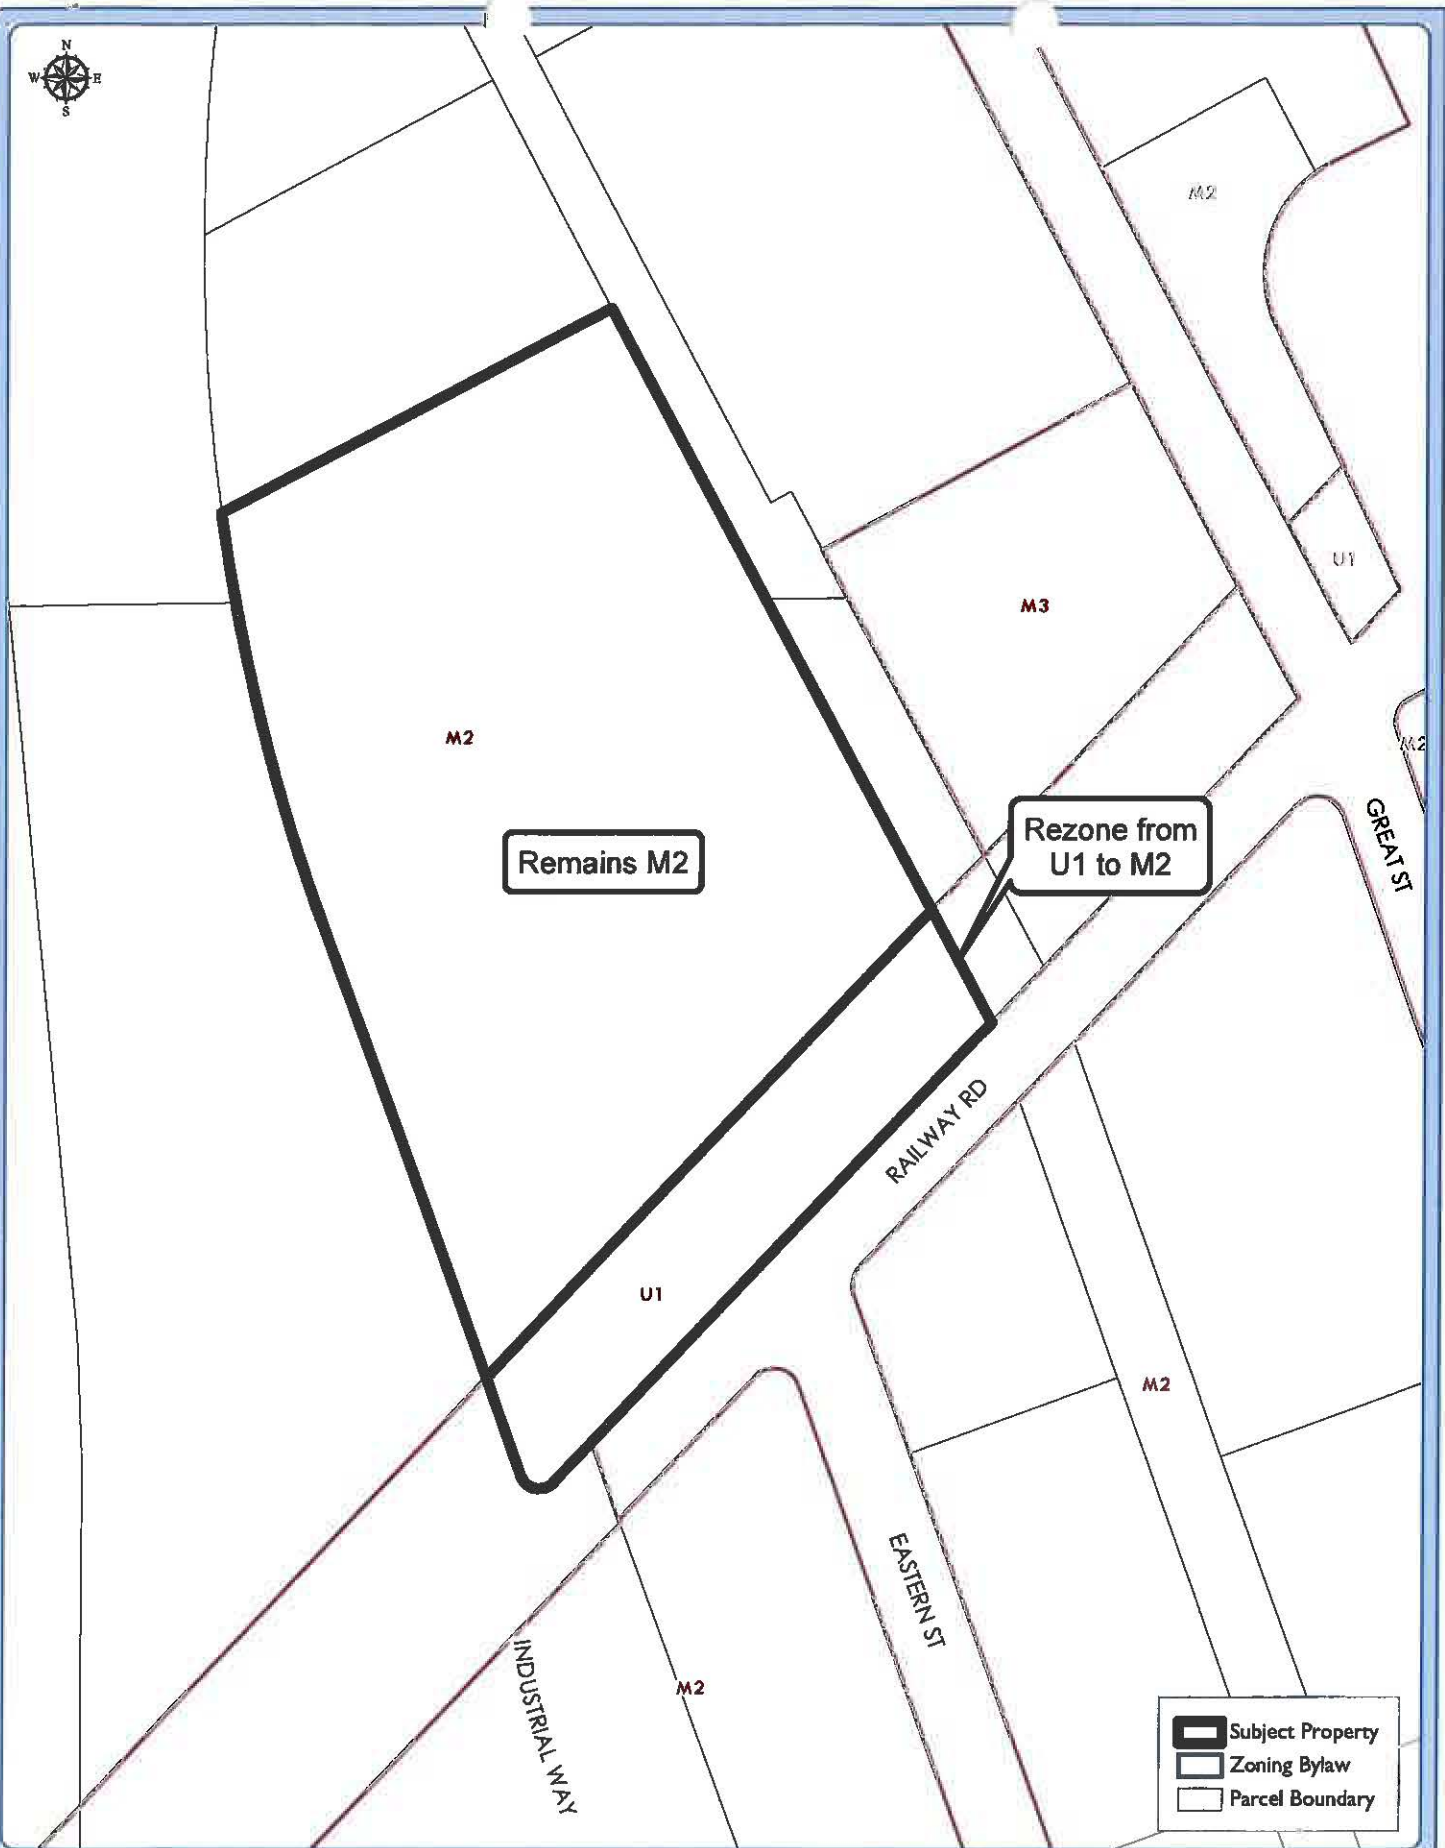 N
W E
S
M2
U1
M3
M2
M2
Remains M2
Rezone from
U1 to M2
GREAT ST
RAILWAY RD
U1
M2
EASTERN ST
INDUSTRIAL WAY
M2
Subject Property
Zoning Bylaw
Parcel Boundary